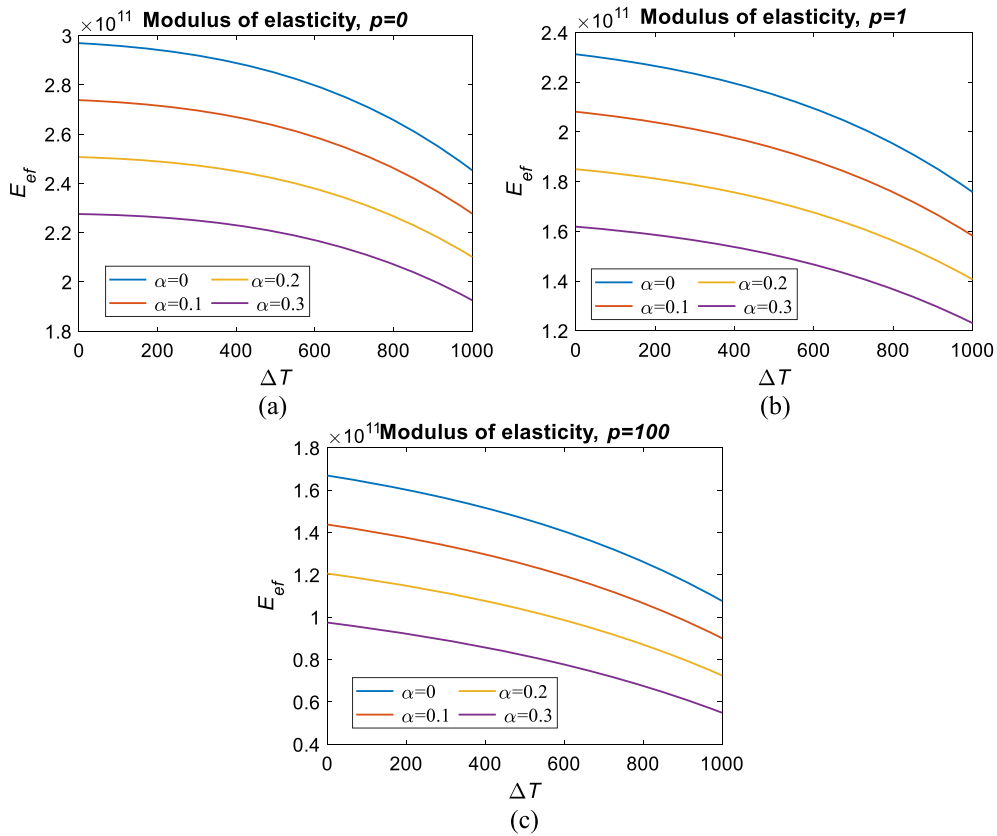 ×10¹¹ Modulus of elasticity, p=0
3
2.8
2.6
2.4
2.2
2
1.8
E_ef
α=0 α=0.2
α=0.1 α=0.3
0 200 400 600 800 1000
ΔT
(a)
×10¹¹ Modulus of elasticity, p=1
2.4
2.2
2
1.8
1.6
1.4
1.2
E_ef
α=0 α=0.2
α=0.1 α=0.3
0 200 400 600 800 1000
ΔT
(b)
×10¹¹ Modulus of elasticity, p=100
1.8
1.6
1.4
1.2
1
0.8
0.6
0.4
E_ef
α=0 α=0.2
α=0.1 α=0.3
0 200 400 600 800 1000
ΔT
(c)